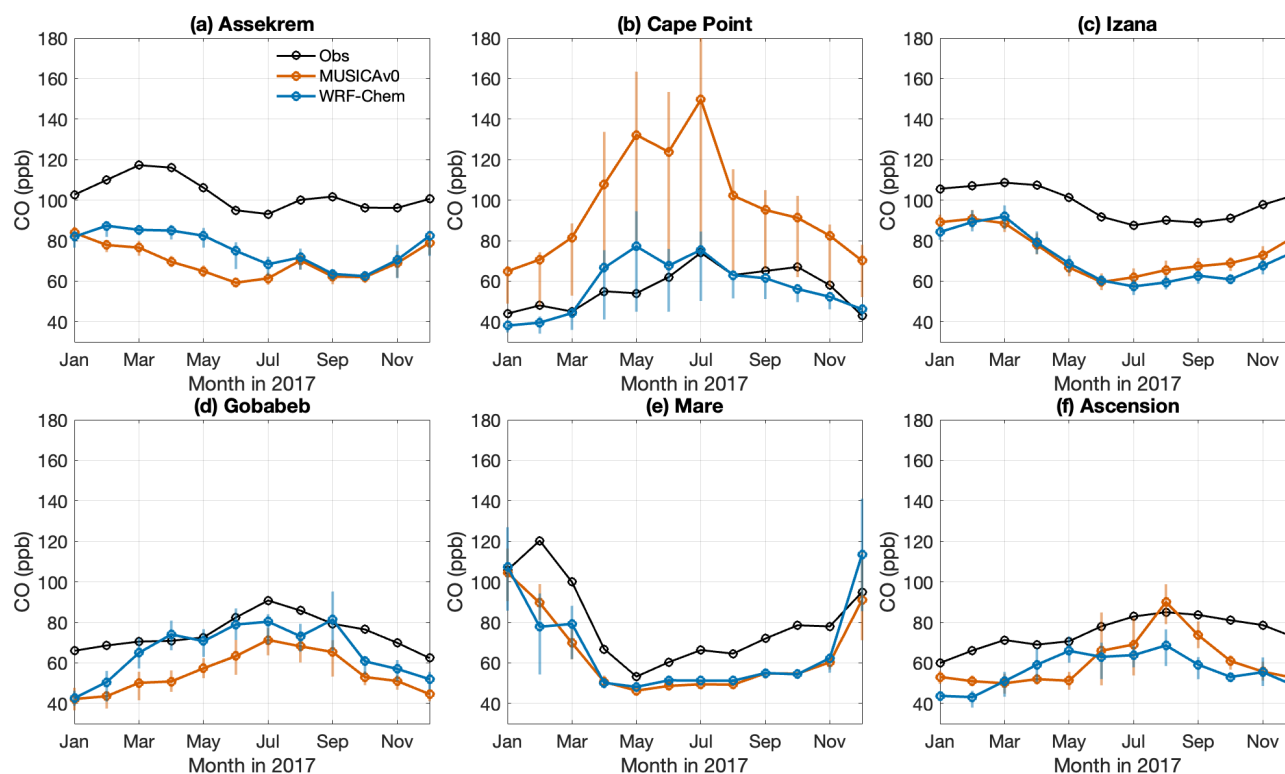 (a) Assekrem
(b) Cape Point
(c) Izana
180
160
140
120
100
80
60
40
CO (ppb)
Obs
MUSICAv0
WRF-Chem
Jan Mar May Jul Sep Nov
Month in 2017
180
160
140
120
100
80
60
40
CO (ppb)
Jan Mar May Jul Sep Nov
Month in 2017
180
160
140
120
100
80
60
40
CO (ppb)
Jan Mar May Jul Sep Nov
Month in 2017
(d) Gobabeb
(e) Mare
(f) Ascension
180
160
140
120
100
80
60
40
CO (ppb)
Jan Mar May Jul Sep Nov
Month in 2017
180
160
140
120
100
80
60
40
CO (ppb)
Jan Mar May Jul Sep Nov
Month in 2017
180
160
140
120
100
80
60
40
CO (ppb)
Jan Mar May Jul Sep Nov
Month in 2017